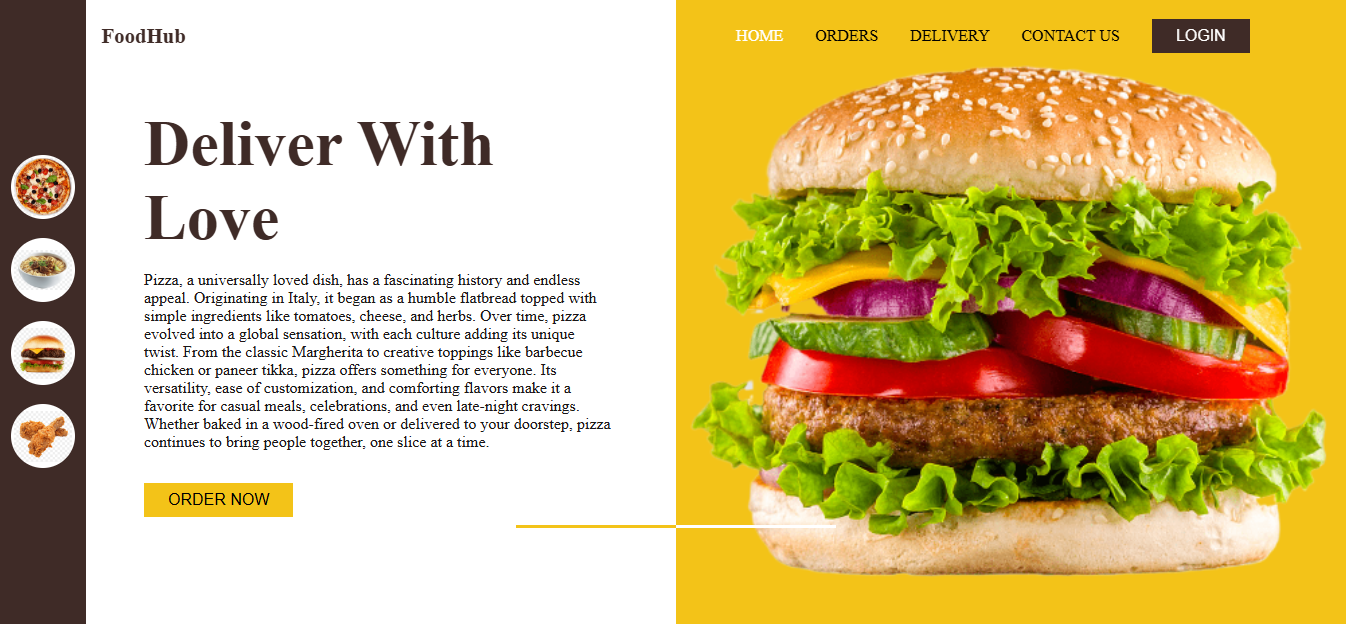 FoodHub
HOME
ORDERS
DELIVERY
CONTACT US
LOGIN
Deliver With
Love
Pizza, a universally loved dish, has a fascinating history and endless
appeal. Originating in Italy, it began as a humble flatbread topped with
simple ingredients like tomatoes, cheese, and herbs. Over time, pizza
evolved into a global sensation, with each culture adding its unique
twist. From the classic Margherita to creative toppings like barbecue
chicken or paneer tikka, pizza offers something for everyone. Its
versatility, ease of customization, and comforting flavors make it a
favorite for casual meals, celebrations, and even late-night cravings.
Whether baked in a wood-fired oven or delivered to your doorstep, pizza
continues to bring people together, one slice at a time.
ORDER NOW